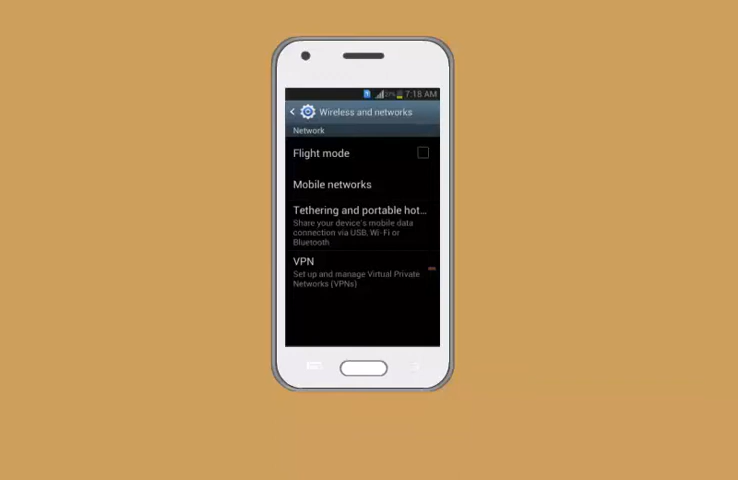 7:18 AM
Wireless and networks
Network
Flight mode
Mobile networks
Tethering and portable hot...
Share your device's mobile data
connection via USB, Wi-Fi or
Bluetooth
VPN
Set up and manage Virtual Private
Networks (VPNs)